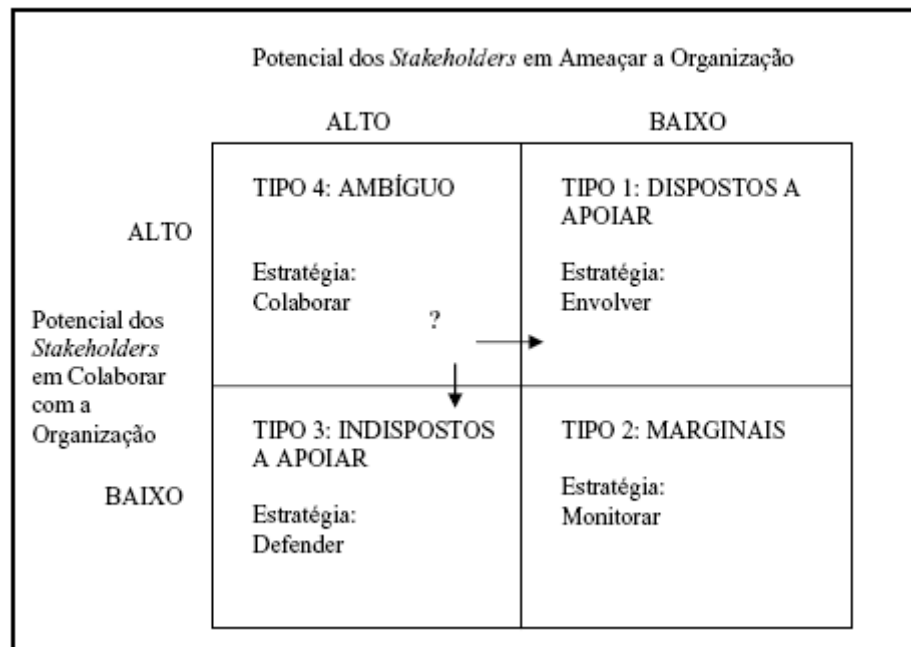 Potencial dos Stakeholders em Ameaçar a Organização
ALTO
BAIXO
TIPO 4: AMBÍGUO
TIPO 1: DISPOSTOS A
APOIAR
ALTO
Estratégia:
Colaborar
Estratégia:
Envolver
?
Potencial dos
Stakeholders
em Colaborar
com a
Organização
TIPO 3: INDISPOSTOS
A APOIAR
TIPO 2: MARGINAIS
BAIXO
Estratégia:
Defender
Estratégia:
Monitorar